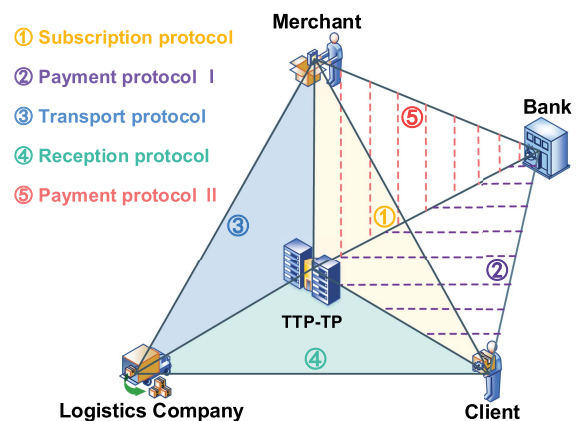 Merchant
① Subscription protocol
② Payment protocol Ⅰ
③ Transport protocol
④ Reception protocol
⑤ Payment protocol Ⅱ
Bank
⑤
③
①
②
TTP-TP
④
Logistics Company
Client